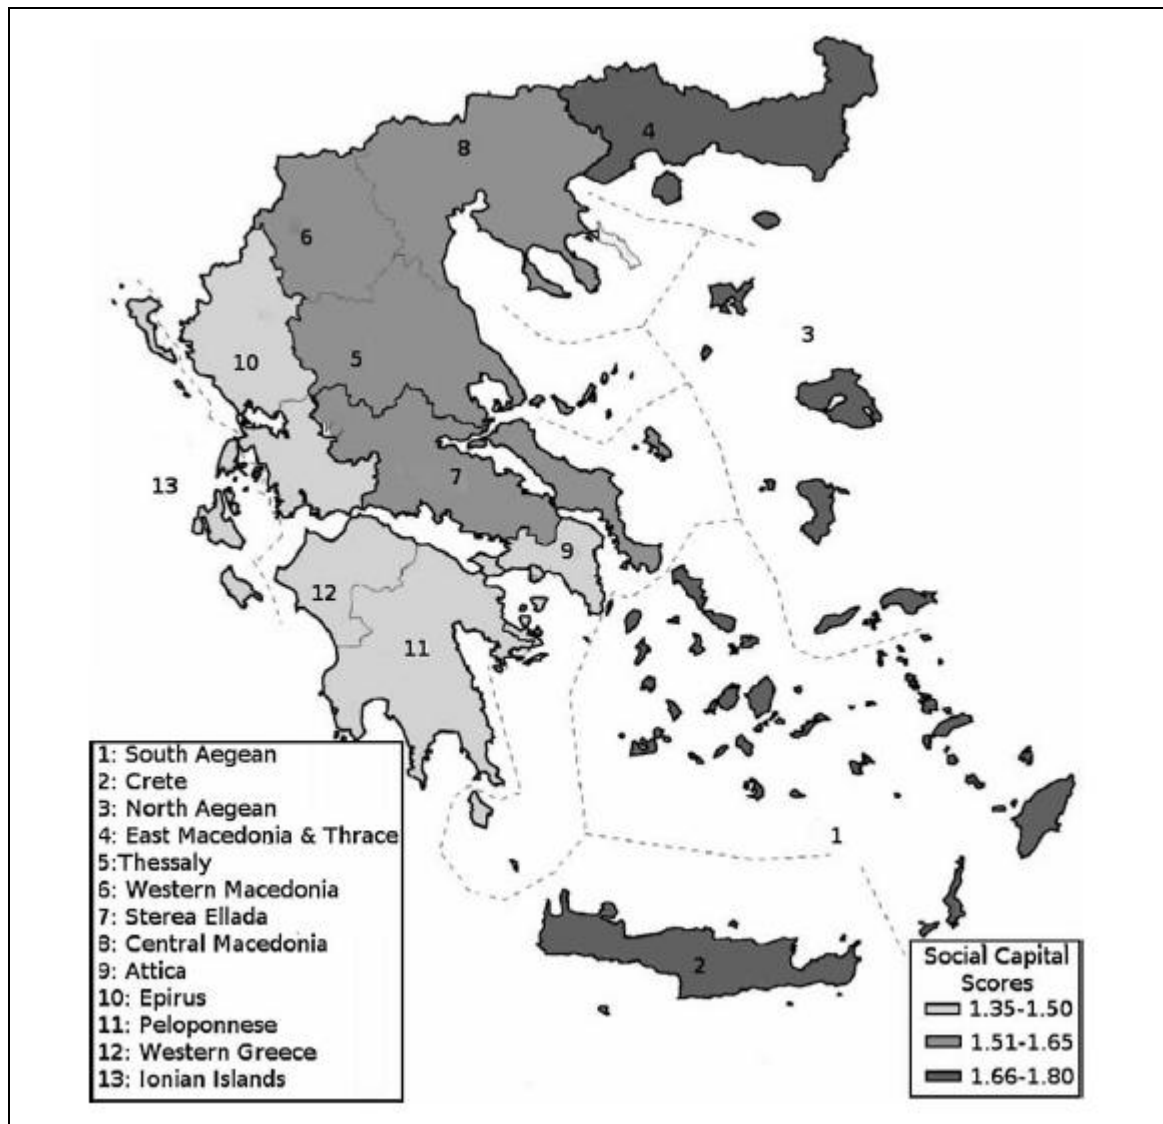 4
8
6
3
10
5
7
13
9
12
11
1
2
1: South Aegean
2: Crete
3: North Aegean
4: East Macedonia & Thrace
5:Thessaly
6: Western Macedonia
7: Sterea Ellada
8: Central Macedonia
9: Attica
10: Epirus
11: Peloponnese
12: Western Greece
13: Ionian Islands
Social Capital
Scores
1.35-1.50
1.51-1.65
1.66-1.80